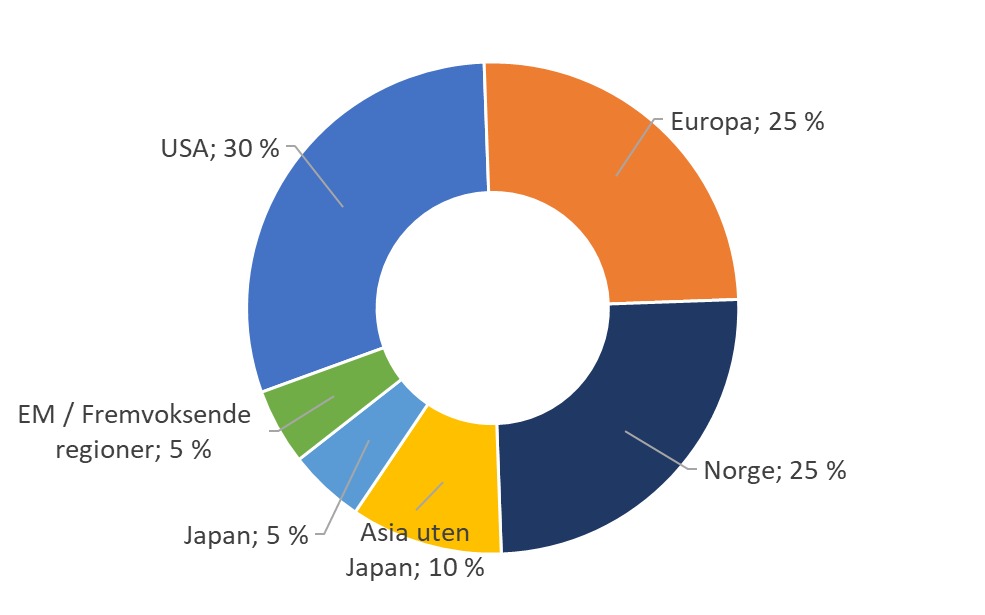 Europa; 25 %
USA; 30 %
EM / Fremvoksende
regioner; 5 %
Norge; 25 %
Japan; 5 %
Asia uten
Japan; 10 %